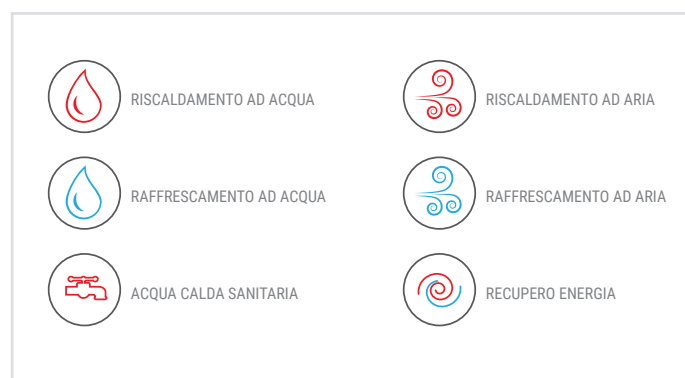 RISCALDAMENTO AD ACQUA
RISCALDAMENTO AD ARIA
RAFFRESCAMENTO AD ACQUA
RAFFRESCAMENTO AD ARIA
ACQUA CALDA SANITARIA
RECUPERO ENERGIA